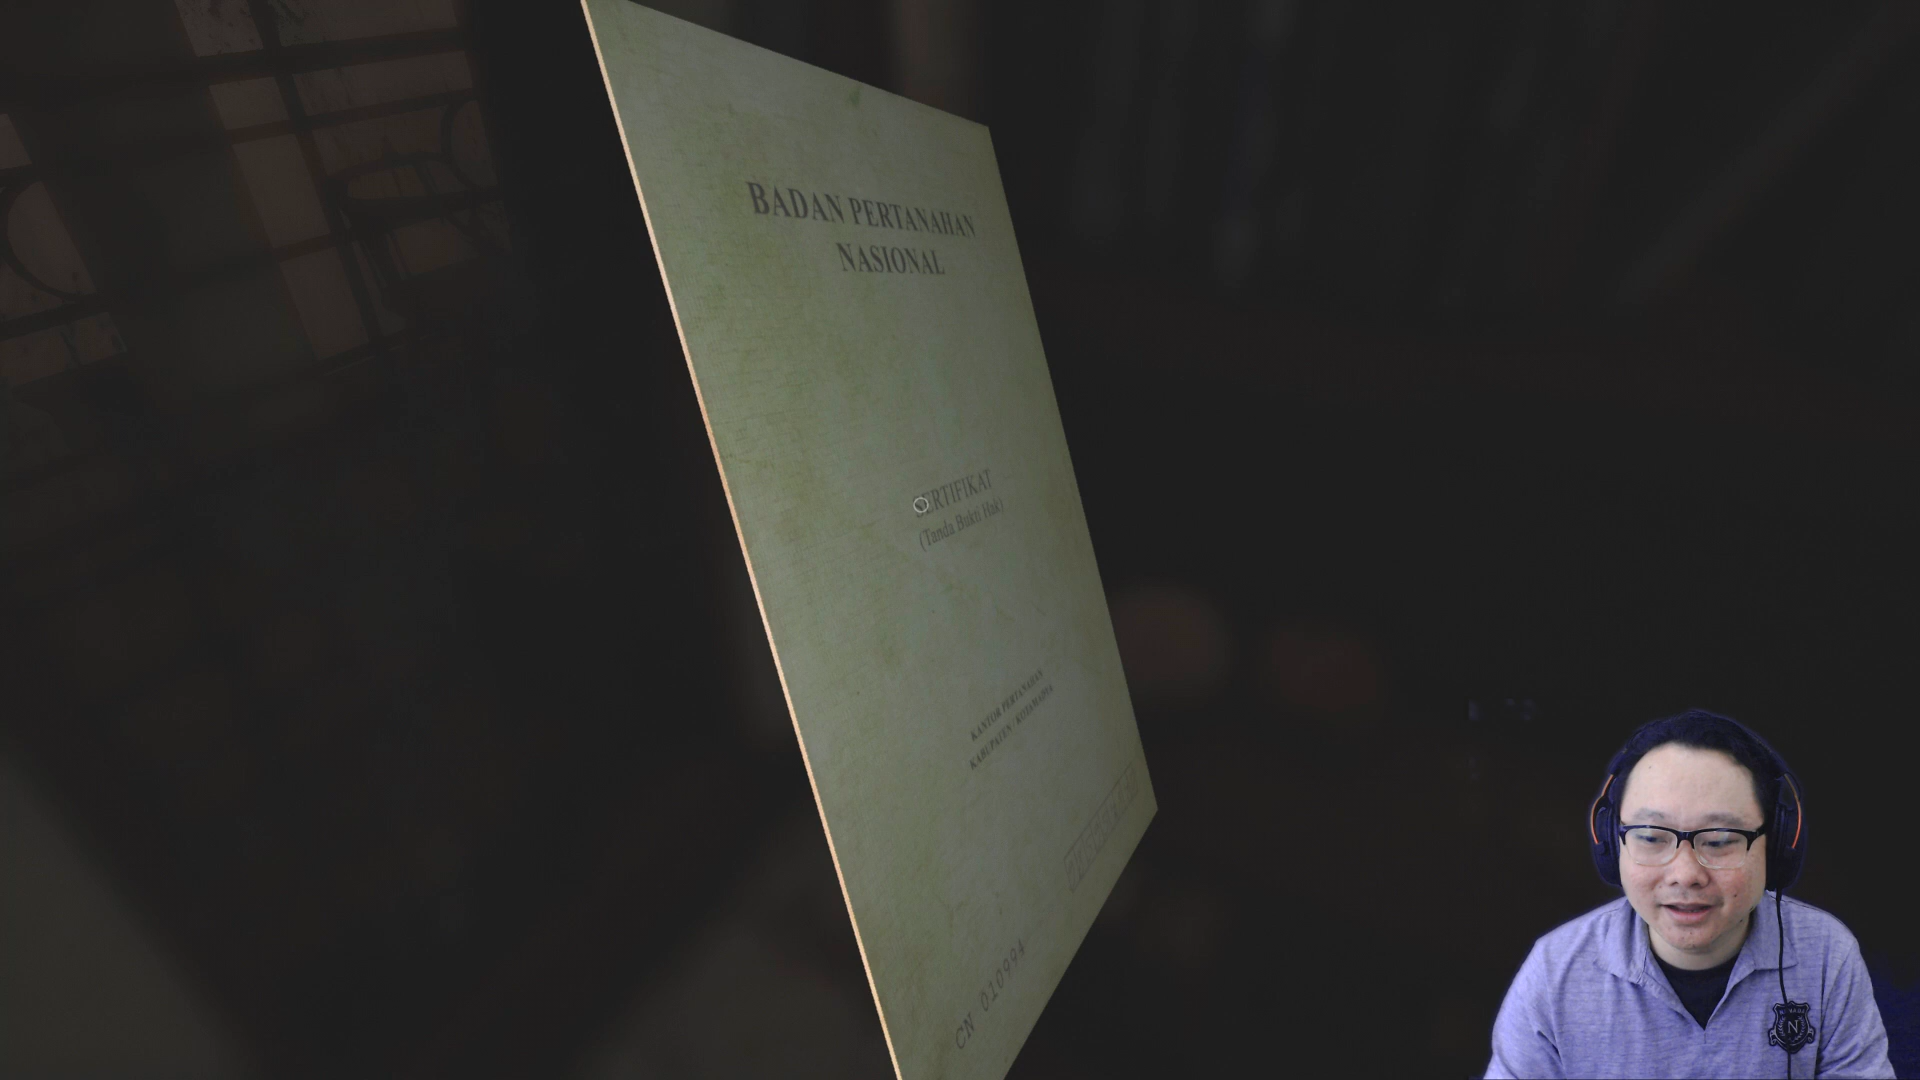 BADAN PERTANAHAN
NASIONAL
SERTIFIKAT
(Tanda Bukti Hak)
KANTOR PERTANAHAN
KABUPATEN / KOTAMADYA
CN 010994
N